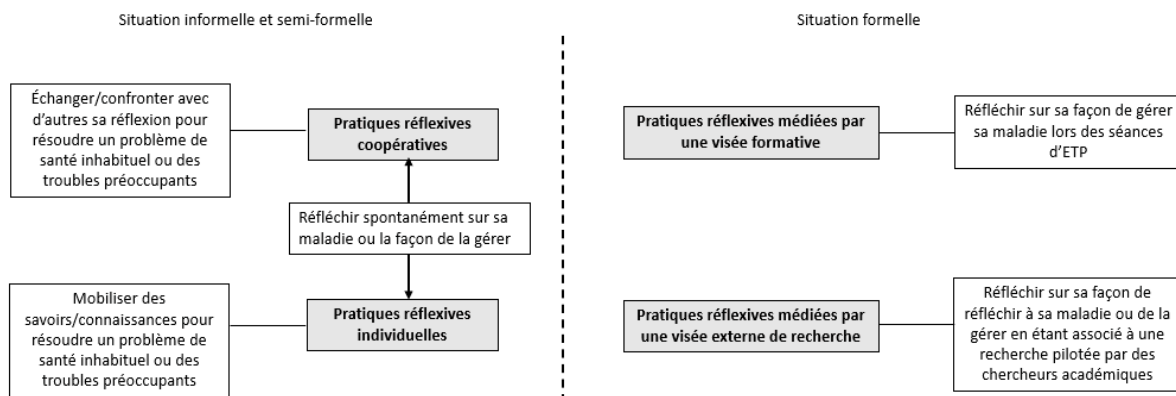 Situation informelle et semi-formelle
Situation formelle
Échanger/confronter avec
d'autres sa réflexion pour
résoudre un problème de
santé inhabituel ou des
troubles préoccupants
Pratiques réflexives
coopératives
Réfléchir spontanément sur sa
maladie ou la façon de la gérer
Mobiliser des
savoirs/connaissances pour
résoudre un problème de
santé inhabituel ou des
troubles préoccupants
Pratiques réflexives
individuelles
Pratiques réflexives médiées par
une visée formative
Réfléchir sur sa façon de gérer
sa maladie lors des séances
d'ETP
Pratiques réflexives médiées par
une visée externe de recherche
Réfléchir sur sa façon de
réfléchir à sa maladie ou de la
gérer en étant associé à une
recherche pilotée par des
chercheurs académiques